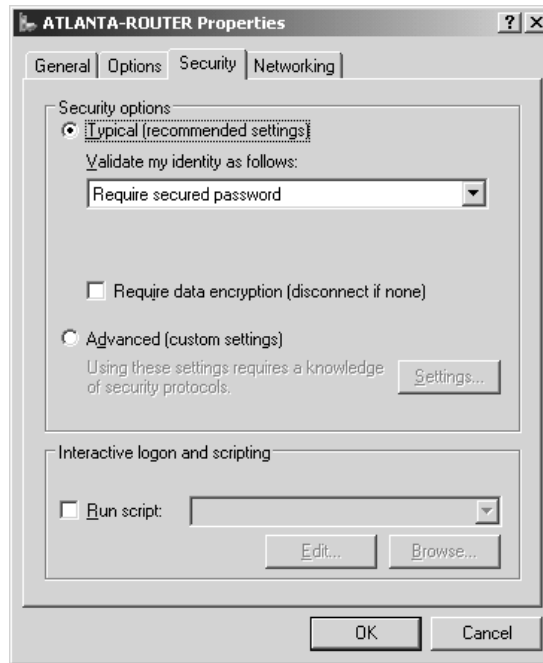 ATLANTA-ROUTER Properties
General Options Security Networking
Security options
Typical (recommended settings)
Validate my identity as follows:
Require secured password
Require data encryption (disconnect if none)
Advanced (custom settings)
Using these settings requires a knowledge
of security protocols.
Settings...
Interactive logon and scripting
Run script:
Edit... Browse...
OK Cancel